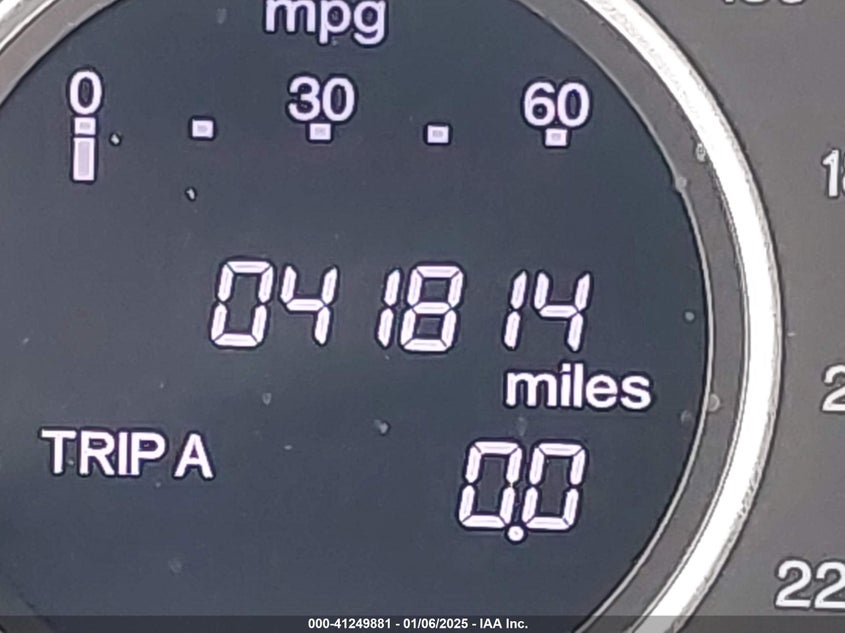 mpg
0 30 60
041814
miles
TRIP A 0.0
22
000-41249881 - 01/06/2025 - IAA Inc.